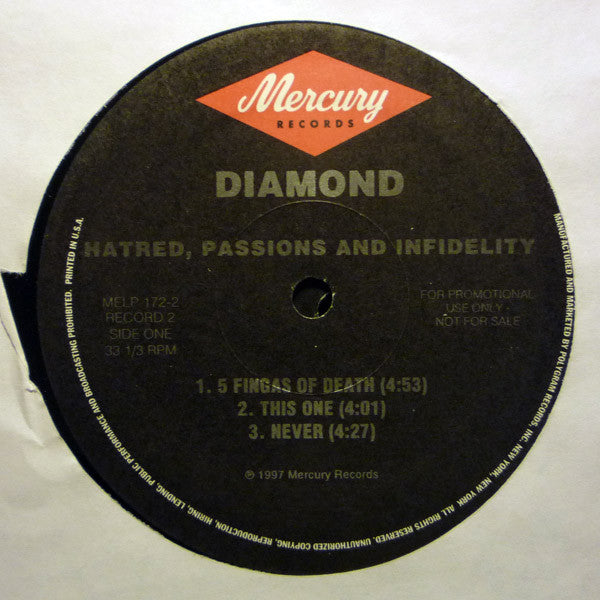 Mercury
RECORDS
DIAMOND
HATRED, PASSIONS AND INFIDELITY
MELP 172-2
RECORD 2
SIDE ONE
33 1/3 RPM
FOR PROMOTIONAL
USE ONLY -
NOT FOR SALE
1. 5 FINGAS OF DEATH (4:53)
2. THIS ONE (4:01)
3. NEVER (4:27)
℗ 1997 Mercury Records
MANUFACTURED AND MARKETED BY POLYGRAM RECORDS, INC. NEW YORK, NEW YORK. ALL RIGHTS RESERVED. UNAUTHORIZED COPYING, REPRODUCTION, HIRING, LENDING, PUBLIC PERFORMANCE AND BROADCASTING PROHIBITED. PRINTED IN U.S.A.